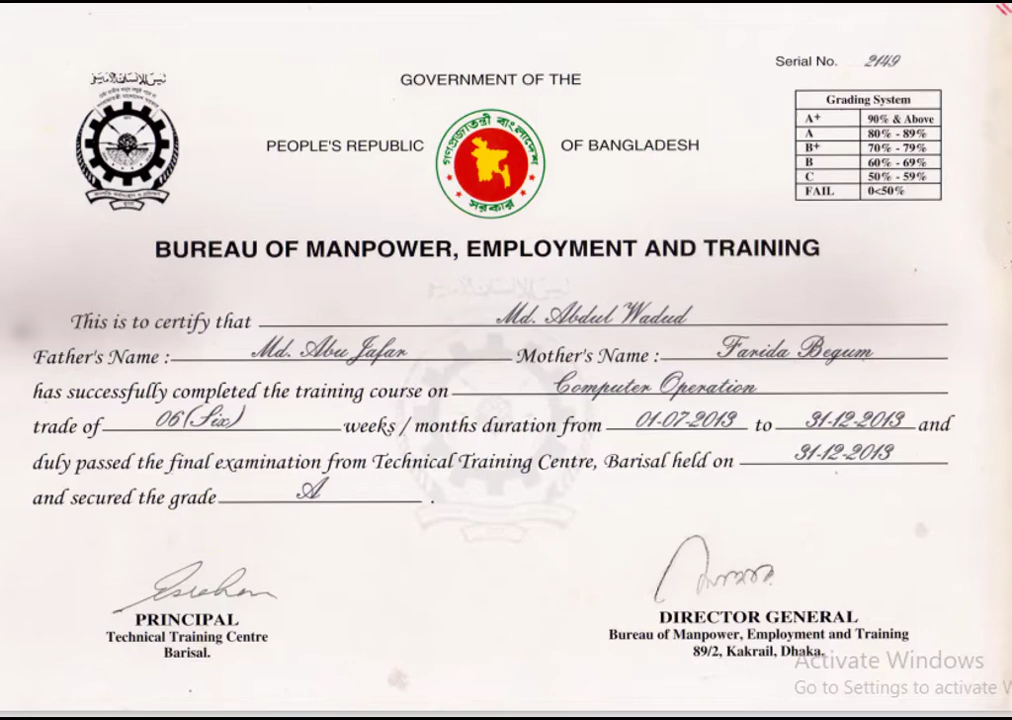 Serial No. 2149
GOVERNMENT OF THE
PEOPLE'S REPUBLIC OF BANGLADESH
গণপ্রজাতন্ত্রী বাংলাদেশ
সরকার
Grading System
A+ 90% & Above
A 80% - 89%
B+ 70% - 79%
B 60% - 69%
C 50% - 59%
FAIL 0<50%
BUREAU OF MANPOWER, EMPLOYMENT AND TRAINING
This is to certify that Md. Abdul Wadud
Father's Name : Md. Abu Jafar Mother's Name : Farida Begum
has successfully completed the training course on Computer Operation
trade of 06(Six) weeks / months duration from 01-07-2013 to 31-12-2013 and
duly passed the final examination from Technical Training Centre, Barisal held on 31-12-2013
and secured the grade A .
PRINCIPAL
Technical Training Centre
Barisal.
DIRECTOR GENERAL
Bureau of Manpower, Employment and Training
89/2, Kakrail, Dhaka.
Activate Windows
Go to Settings to activate W